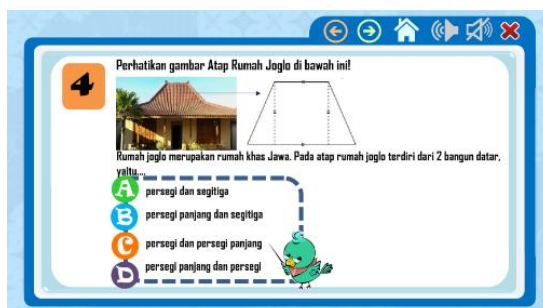 4
Perhatikan gambar Atap Rumah Joglo di bawah ini!
Rumah joglo merupakan rumah khas Jawa. Pada atap rumah joglo terdiri dari 2 bangun datar,
yaitu....
A persegi dan segitiga
B persegi panjang dan segitiga
C persegi dan persegi panjang
D persegi panjang dan persegi